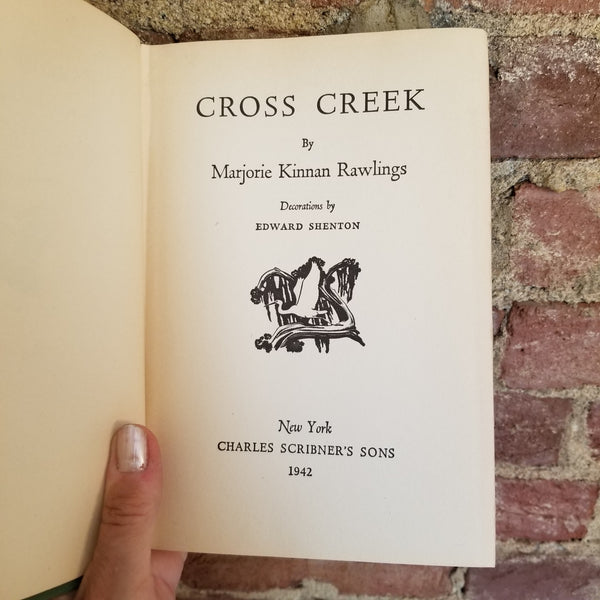 CROSS CREEK
By
Marjorie Kinnan Rawlings
Decorations by
EDWARD SHENTON
New York
CHARLES SCRIBNER'S SONS
1942